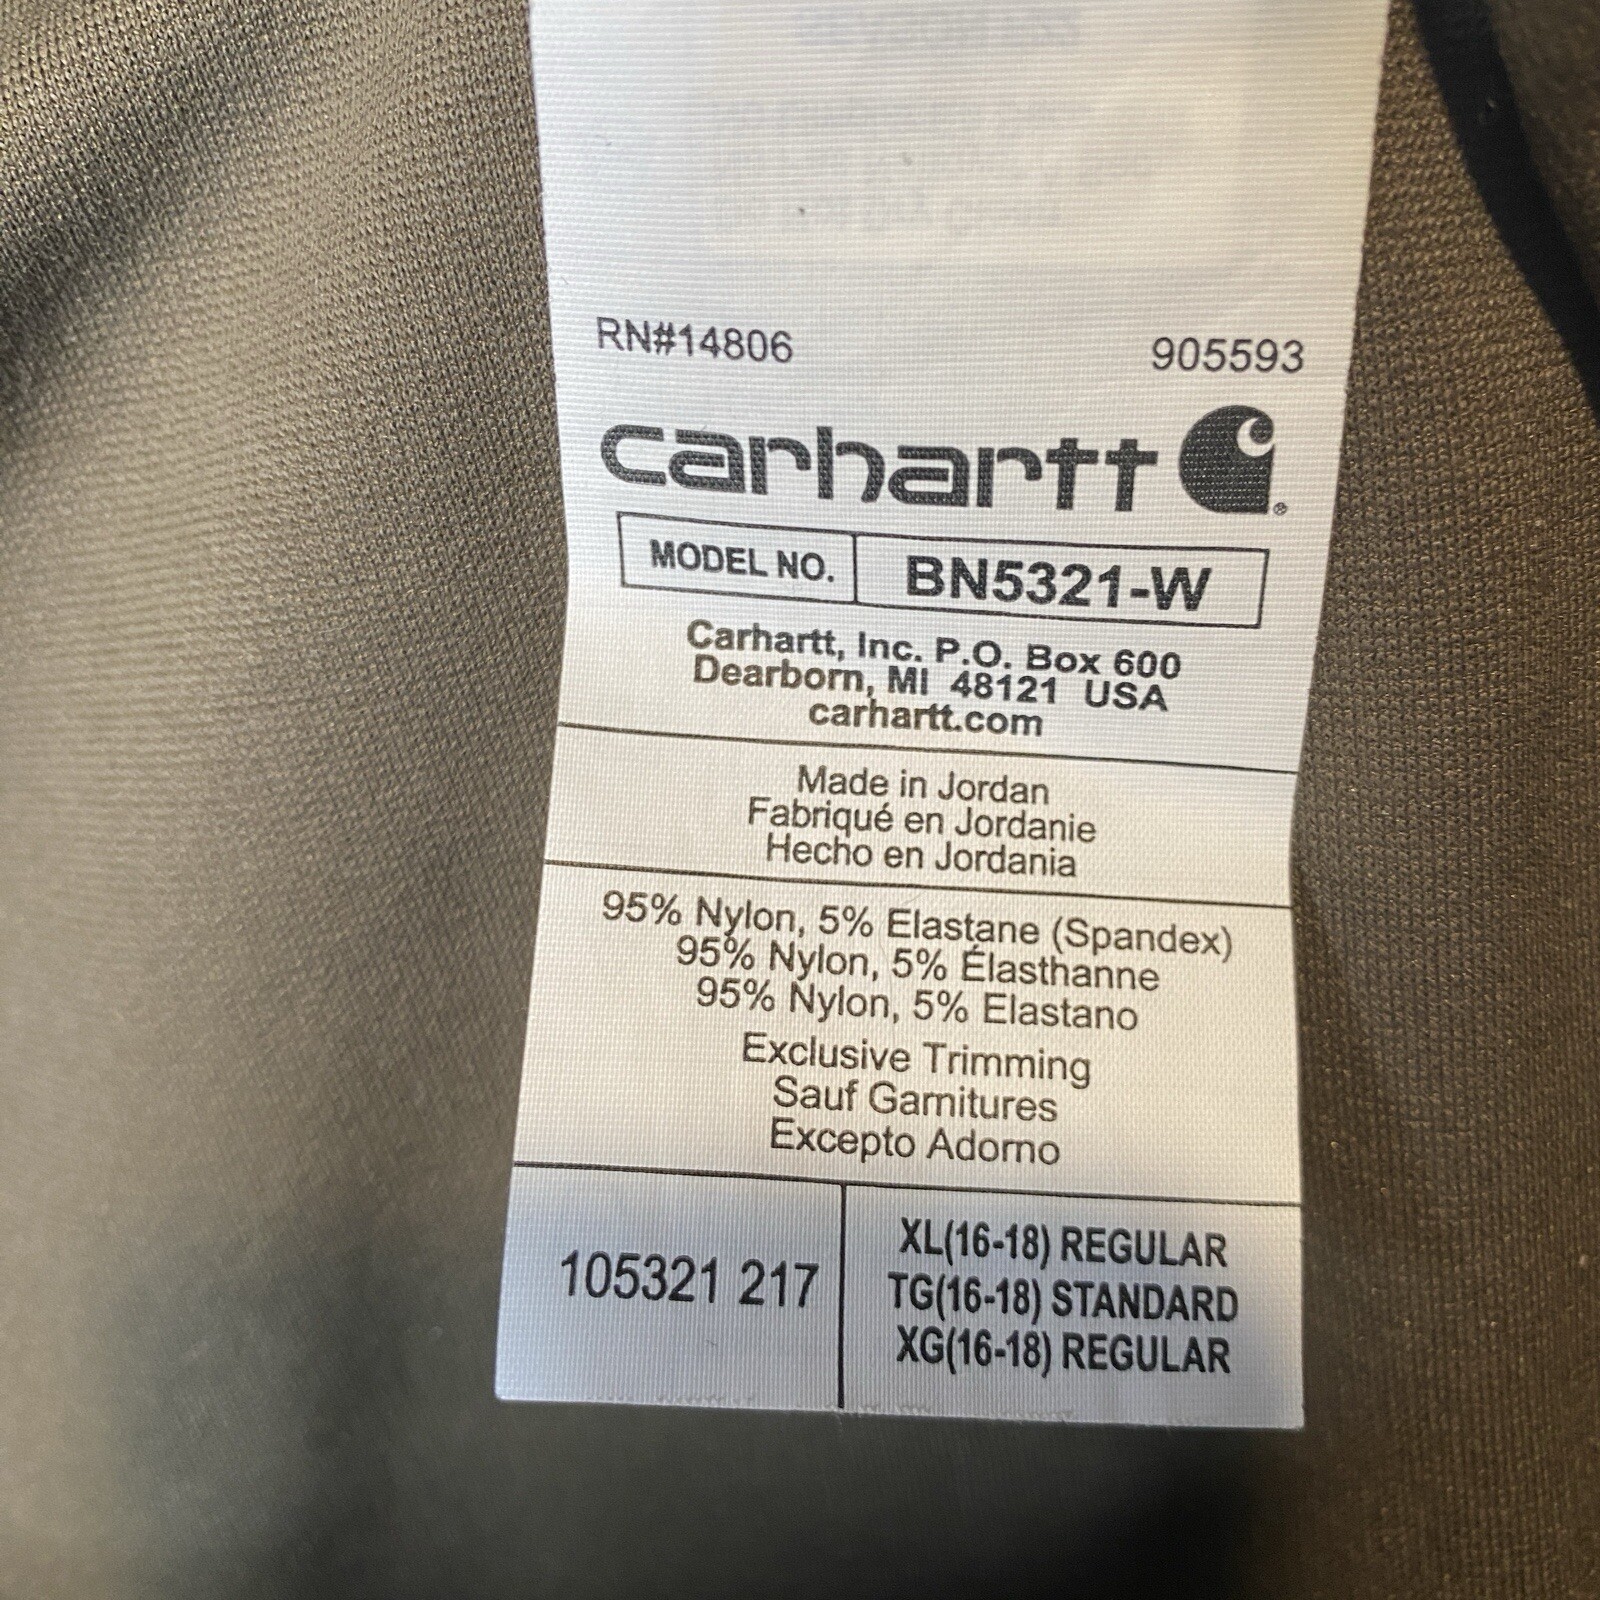 RN#14806 905593
carhartt
MODEL NO. BN5321-W
Carhartt, Inc. P.O. Box 600
Dearborn, MI 48121 USA
carhartt.com
Made in Jordan
Fabriqué en Jordanie
Hecho en Jordania
95% Nylon, 5% Elastane (Spandex)
95% Nylon, 5% Élasthanne
95% Nylon, 5% Elastano
Exclusive Trimming
Sauf Garnitures
Excepto Adorno
105321 217
XL(16-18) REGULAR
TG(16-18) STANDARD
XG(16-18) REGULAR